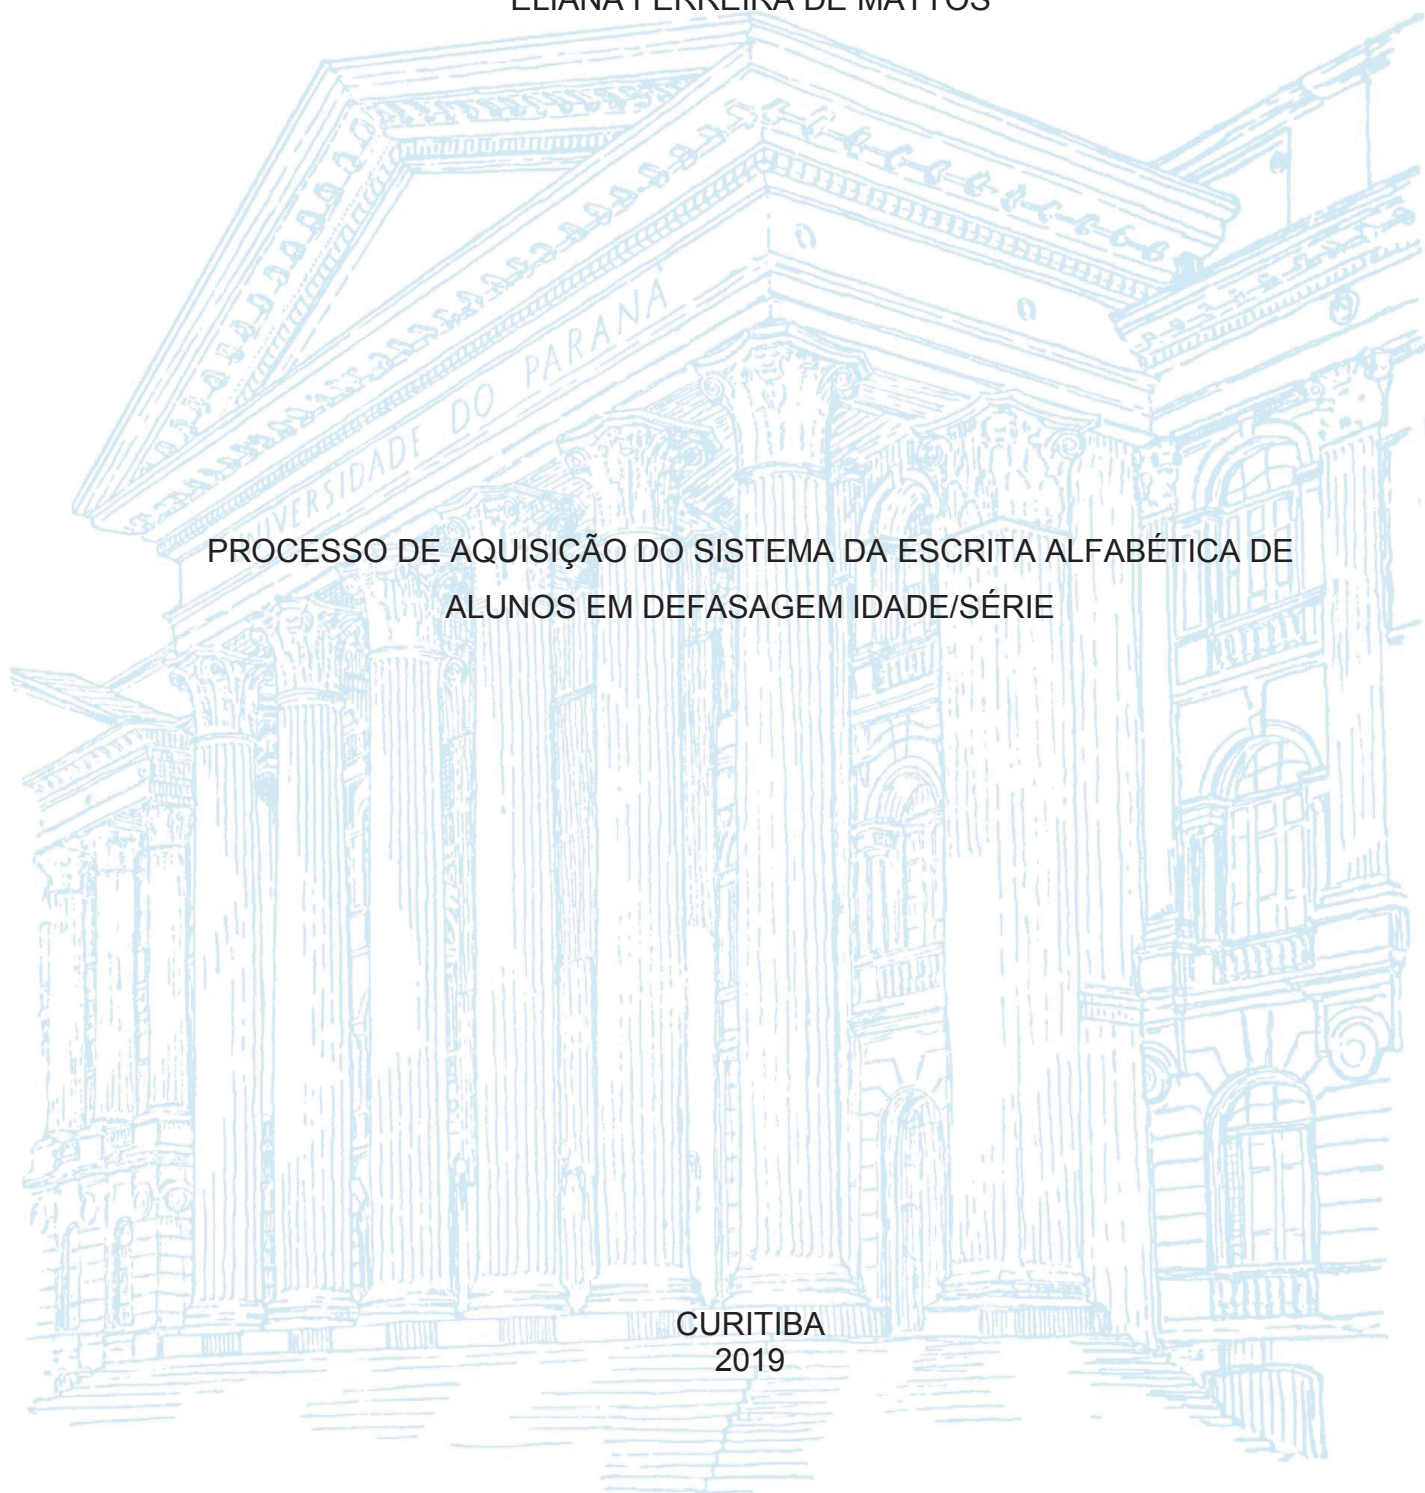 ELIANA FERREIRA DE MATTOS
UNIVERSIDADE DO PARANÁ
PROCESSO DE AQUISIÇÃO DO SISTEMA DA ESCRITA ALFABÉTICA DE
ALUNOS EM DEFASAGEM IDADE/SÉRIE
CURITIBA
2019